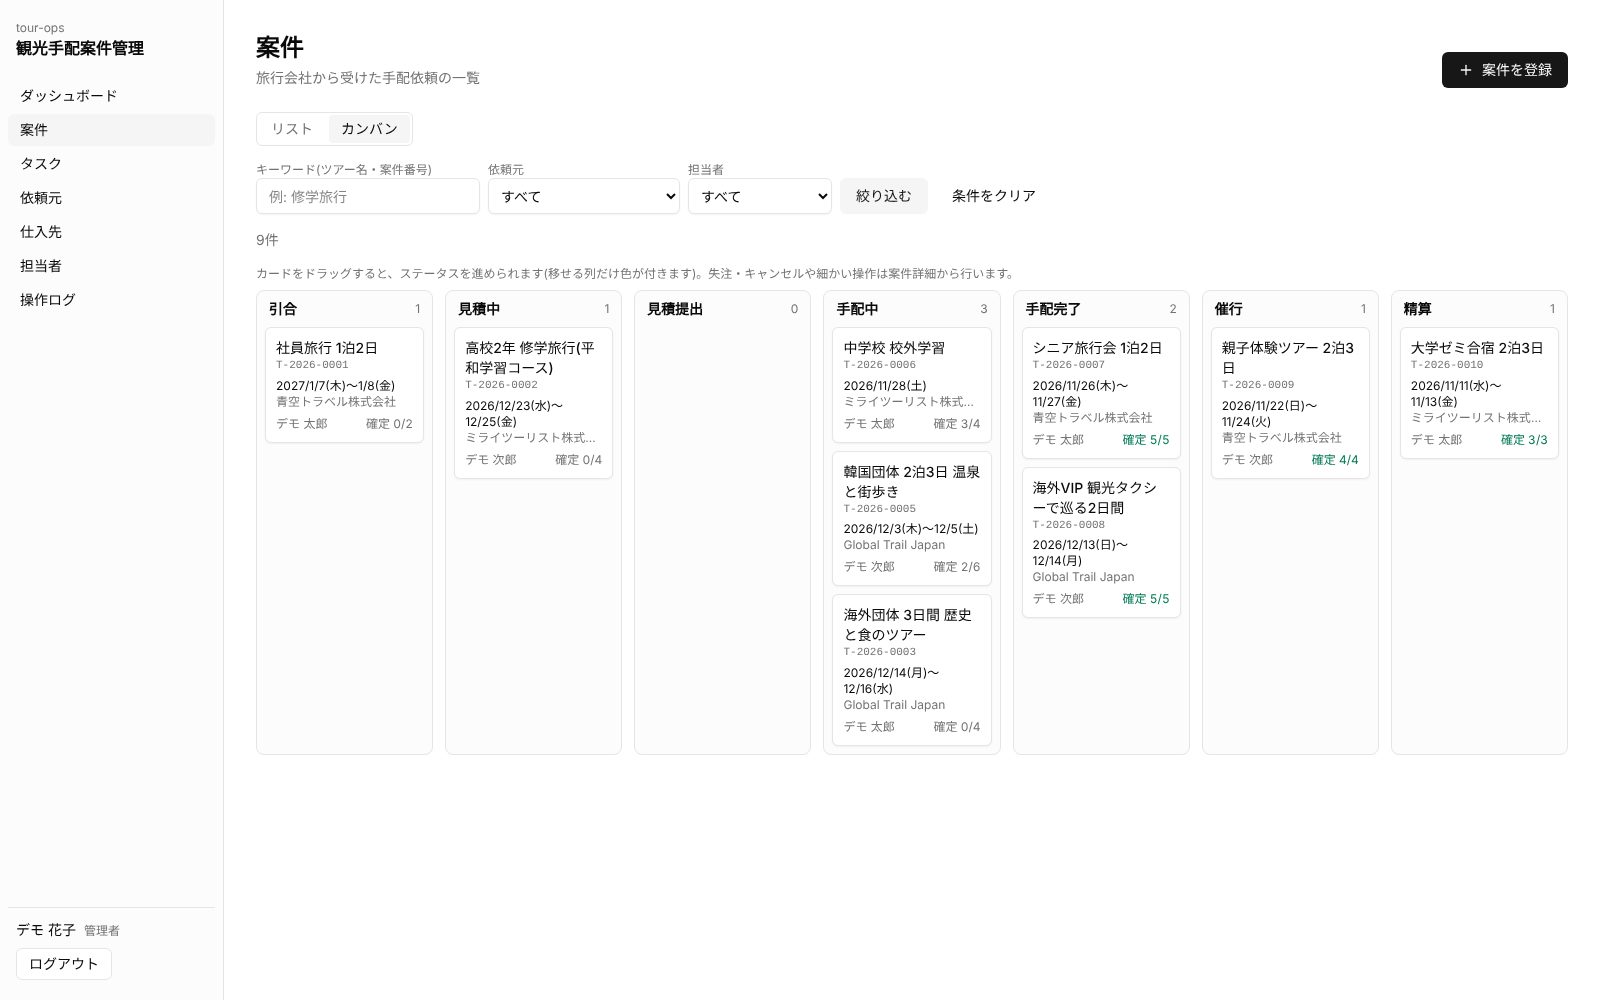 tour-ops
観光手配案件管理
ダッシュボード
案件
タスク
依頼元
仕入先
担当者
操作ログ
デモ 花子 管理者
ログアウト
案件
旅行会社から受けた手配依頼の一覧
+ 案件を登録
リスト カンバン
キーワード(ツアー名・案件番号) 依頼元 担当者
例: 修学旅行 すべて すべて 絞り込む 条件をクリア
9件
カードをドラッグすると、ステータスを進められます(移せる列だけ色が付きます)。失注・キャンセルや細かい操作は案件詳細から行います。
引合 1
社員旅行 1泊2日
T-2026-0001
2027/1/7(木)〜1/8(金)
青空トラベル株式会社
デモ 太郎 確定 0/2
見積中 1
高校2年 修学旅行(平
和学習コース)
T-2026-0002
2026/12/23(水)〜
12/25(金)
ミライツーリスト株式…
デモ 次郎 確定 0/4
見積提出 0
手配中 3
中学校 校外学習
T-2026-0006
2026/11/28(土)
ミライツーリスト株式…
デモ 太郎 確定 3/4
韓国団体 2泊3日 温泉
と街歩き
T-2026-0005
2026/12/3(木)〜12/5(土)
Global Trail Japan
デモ 次郎 確定 2/6
海外団体 3日間 歴史
と食のツアー
T-2026-0003
2026/12/14(月)〜
12/16(水)
Global Trail Japan
デモ 太郎 確定 0/4
手配完了 2
シニア旅行会 1泊2日
T-2026-0007
2026/11/26(木)〜
11/27(金)
青空トラベル株式会社
デモ 太郎 確定 5/5
海外VIP 観光タクシ
ーで巡る2日間
T-2026-0008
2026/12/13(日)〜
12/14(月)
Global Trail Japan
デモ 次郎 確定 5/5
催行 1
親子体験ツアー 2泊3
日
T-2026-0009
2026/11/22(日)〜
11/24(火)
青空トラベル株式会社
デモ 次郎 確定 4/4
精算 1
大学ゼミ合宿 2泊3日
T-2026-0010
2026/11/11(水)〜
11/13(金)
ミライツーリスト株式…
デモ 太郎 確定 3/3